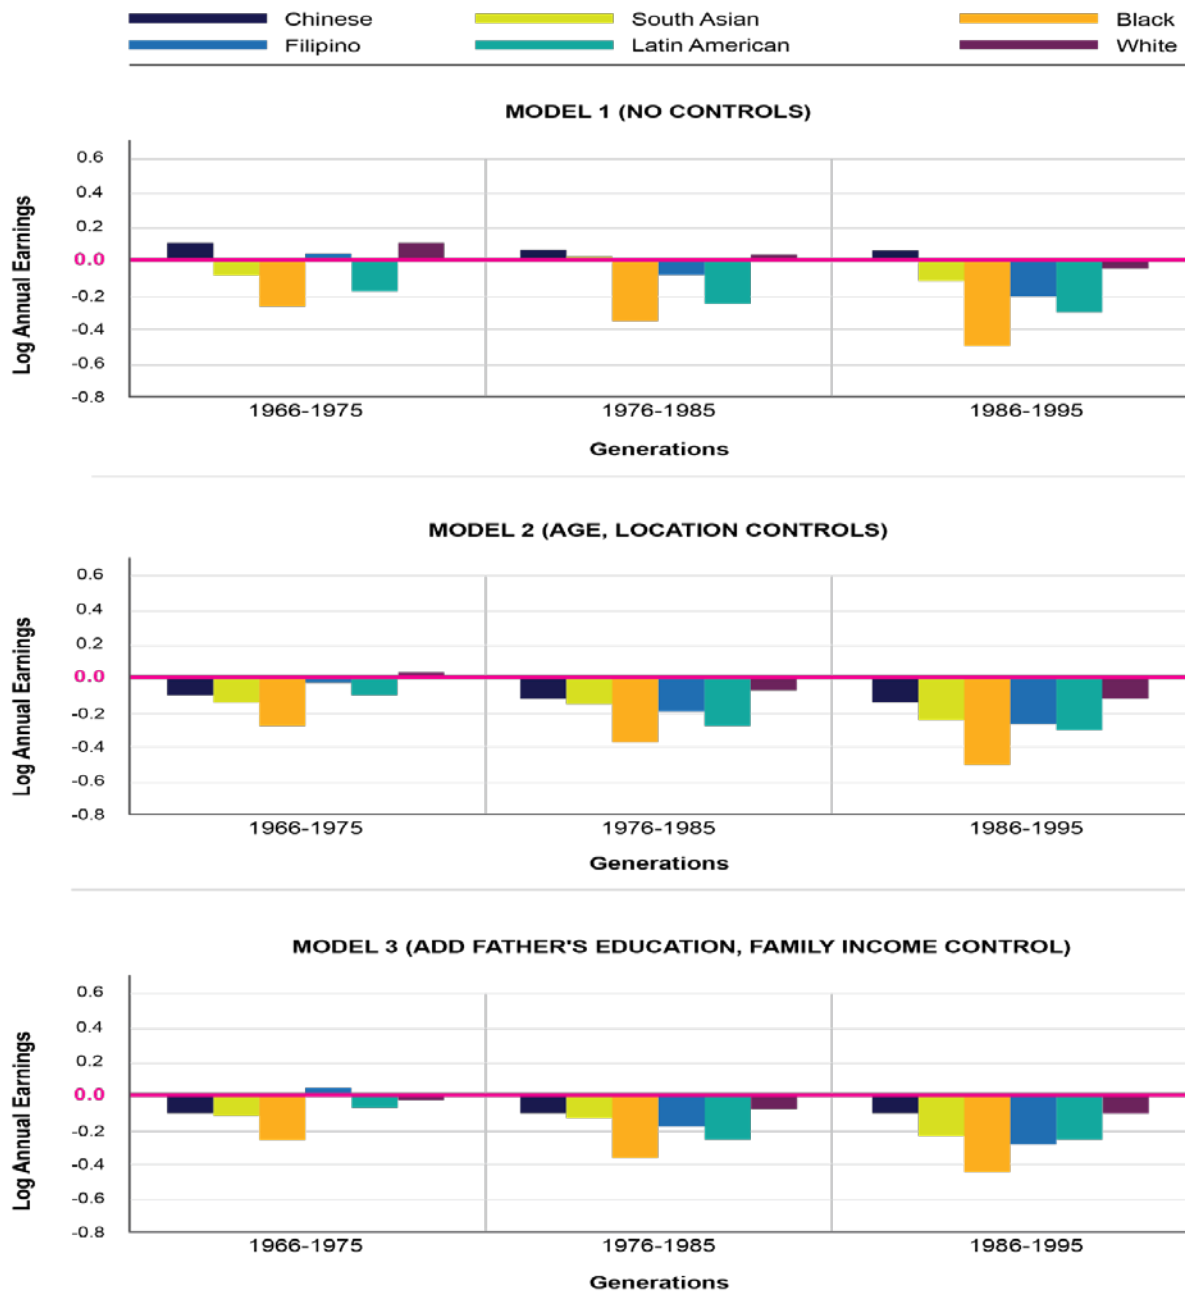 Chinese South Asian Black
Filipino Latin American White
MODEL 1 (NO CONTROLS)
Log Annual Earnings
0.6
0.4
0.2
0.0
-0.2
-0.4
-0.6
-0.8
1966-1975 1976-1985 1986-1995
Generations
MODEL 2 (AGE, LOCATION CONTROLS)
Log Annual Earnings
0.6
0.4
0.2
0.0
-0.2
-0.4
-0.6
-0.8
1966-1975 1976-1985 1986-1995
Generations
MODEL 3 (ADD FATHER'S EDUCATION, FAMILY INCOME CONTROL)
Log Annual Earnings
0.6
0.4
0.2
0.0
-0.2
-0.4
-0.6
-0.8
1966-1975 1976-1985 1986-1995
Generations